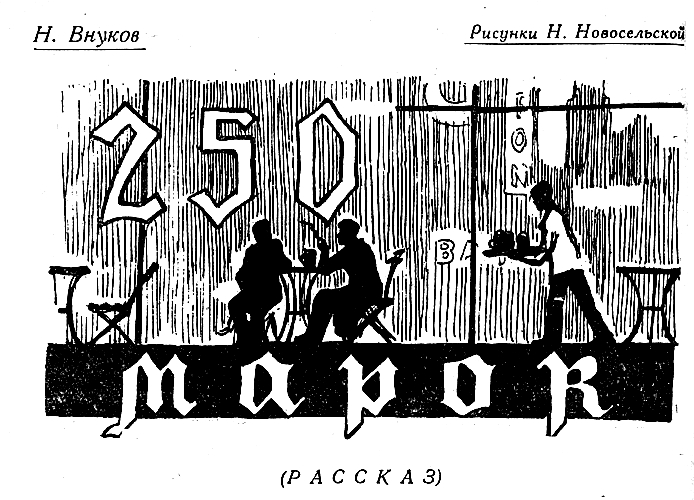 Н. Внуков
Рисунки Н. Новосельской
250
марок
(РАССКАЗ)